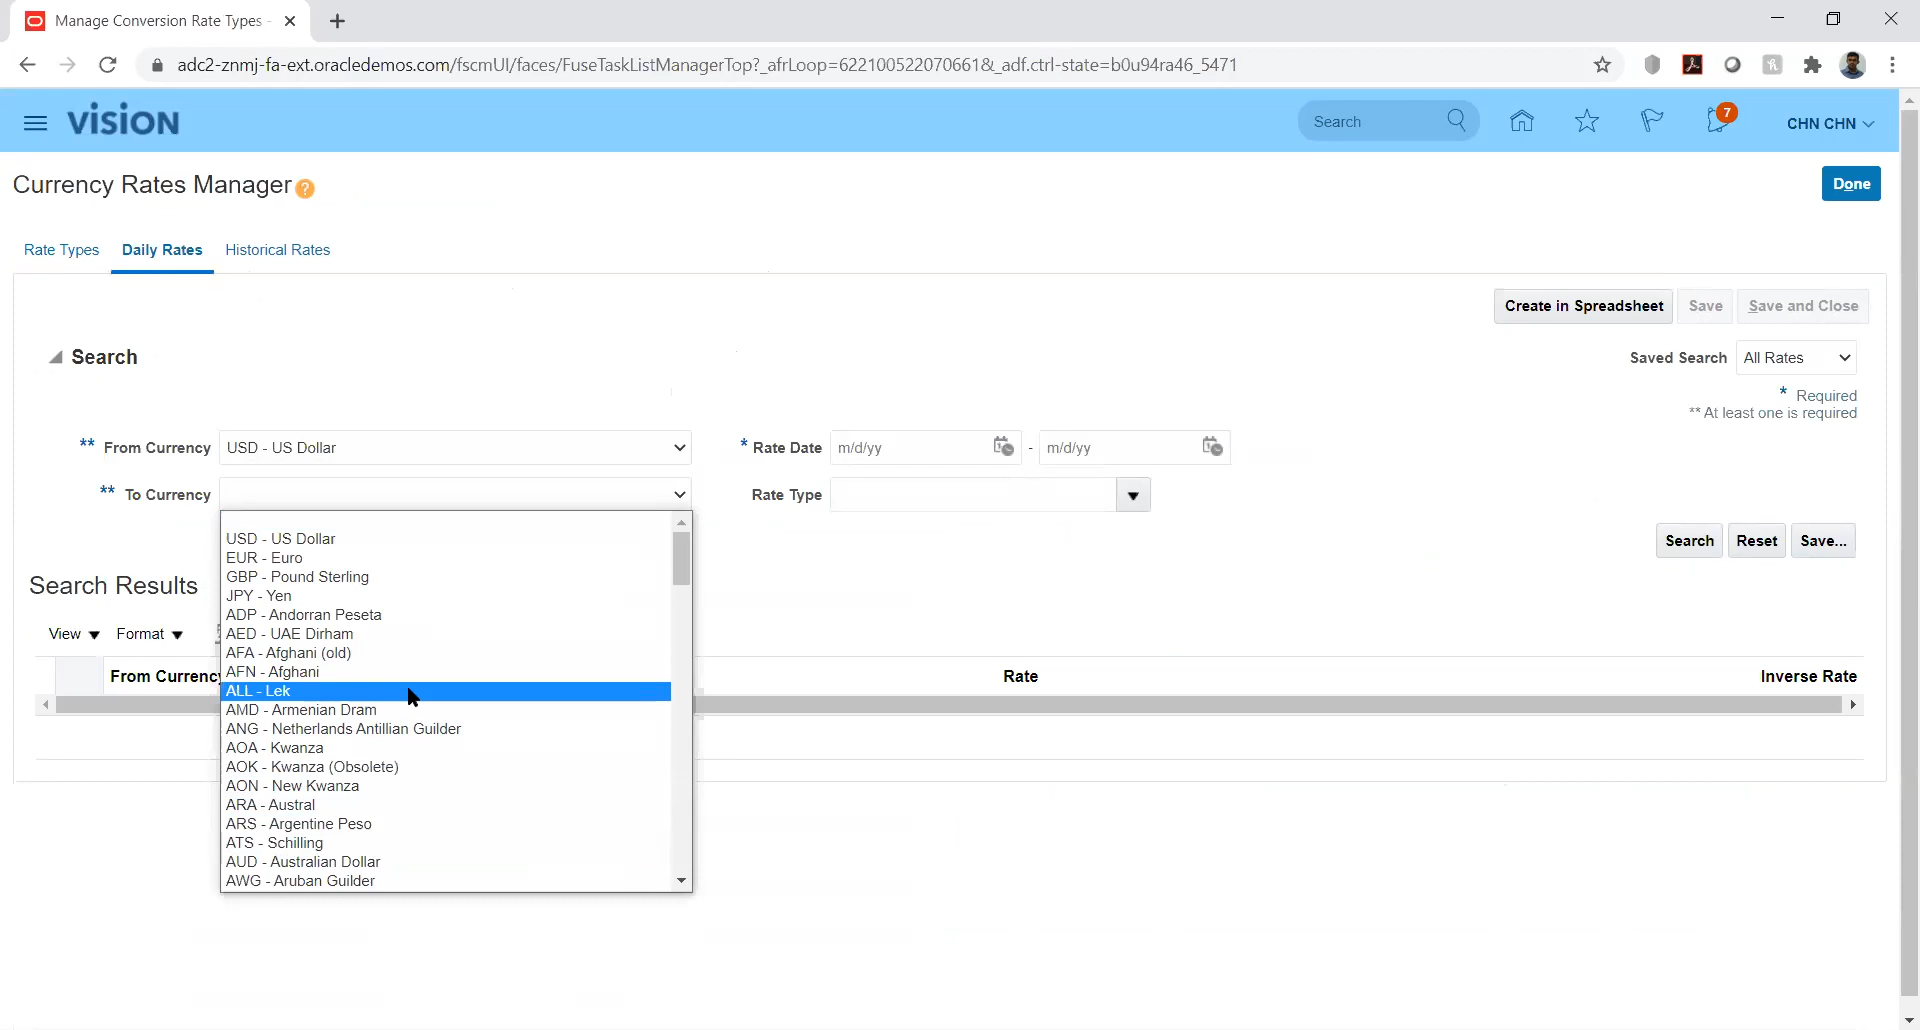 Manage Conversion Rate Types -
adc2-znmj-fa-ext.oracledemos.com/fscmUI/faces/FuseTaskListManagerTop?_afrLoop=622100522070661&_adf.ctrl-state=b0u94ra46_5471
VISION
Search
7
CHN CHN
Currency Rates Manager ?
Done
Rate Types Daily Rates Historical Rates
Create in Spreadsheet Save Save and Close
Search
Saved Search All Rates
* Required
** At least one is required
** From Currency USD - US Dollar
* Rate Date m/d/yy - m/d/yy
** To Currency
Rate Type
USD - US Dollar
EUR - Euro
GBP - Pound Sterling
JPY - Yen
ADP - Andorran Peseta
AED - UAE Dirham
AFA - Afghani (old)
AFN - Afghani
ALL - Lek
AMD - Armenian Dram
ANG - Netherlands Antillian Guilder
AOA - Kwanza
AOK - Kwanza (Obsolete)
AON - New Kwanza
ARA - Austral
ARS - Argentine Peso
ATS - Schilling
AUD - Australian Dollar
AWG - Aruban Guilder
Search Reset Save...
Search Results
View Format
From Currency Rate Inverse Rate